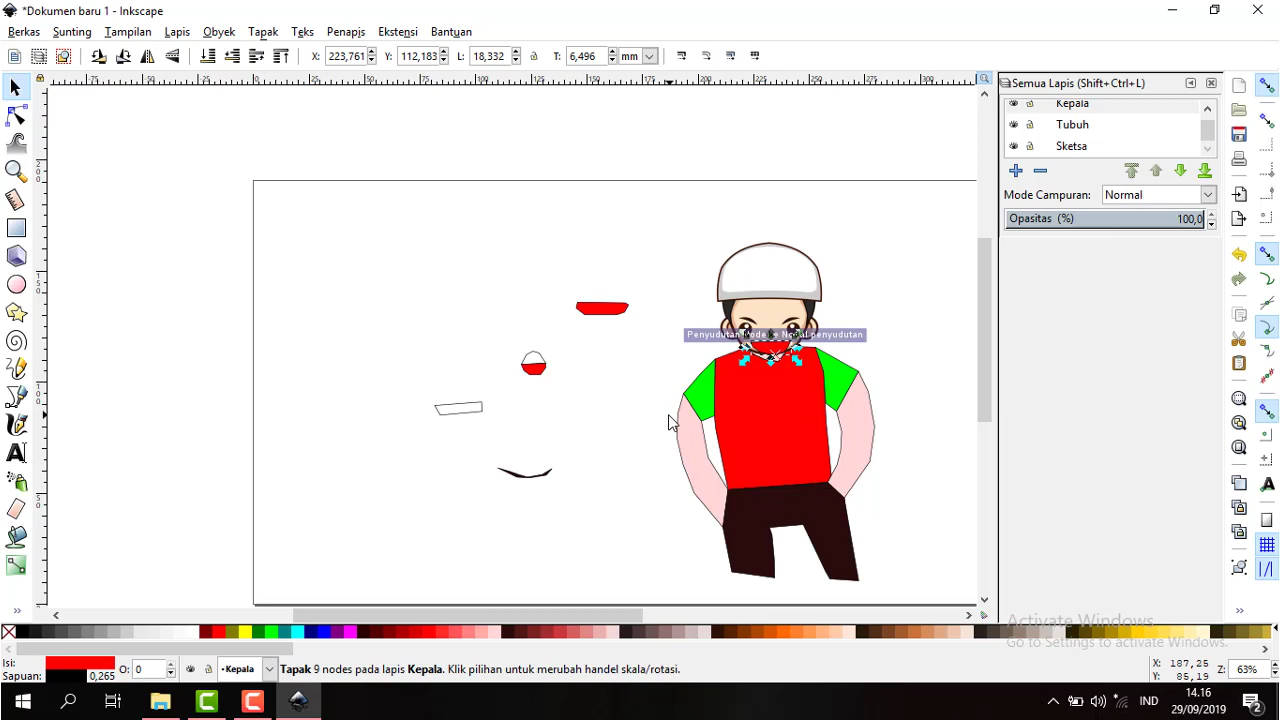 *Dokumen baru 1 - Inkscape
Berkas Sunting Tampilan Lapis Obyek Tapak Teks Penapis Ekstensi Bantuan
X: 223,761 Y: 112,183 L: 18,332 T: 6,496 mm
Semua Lapis (Shift+Ctrl+L)
Kepala
Tubuh
Sketsa
Mode Campuran: Normal
Opasitas (%) 100,0
Activate Windows
Go to Settings to activate Windows.
Isi:
Sapuan: 0,265
O: 0
•Kepala
Tapak 9 nodes pada lapis Kepala. Klik pilihan untuk merubah handel skala/rotasi.
X: 187,25
Y: 85,19
Z: 63%
IND
14.16
29/09/2019
2